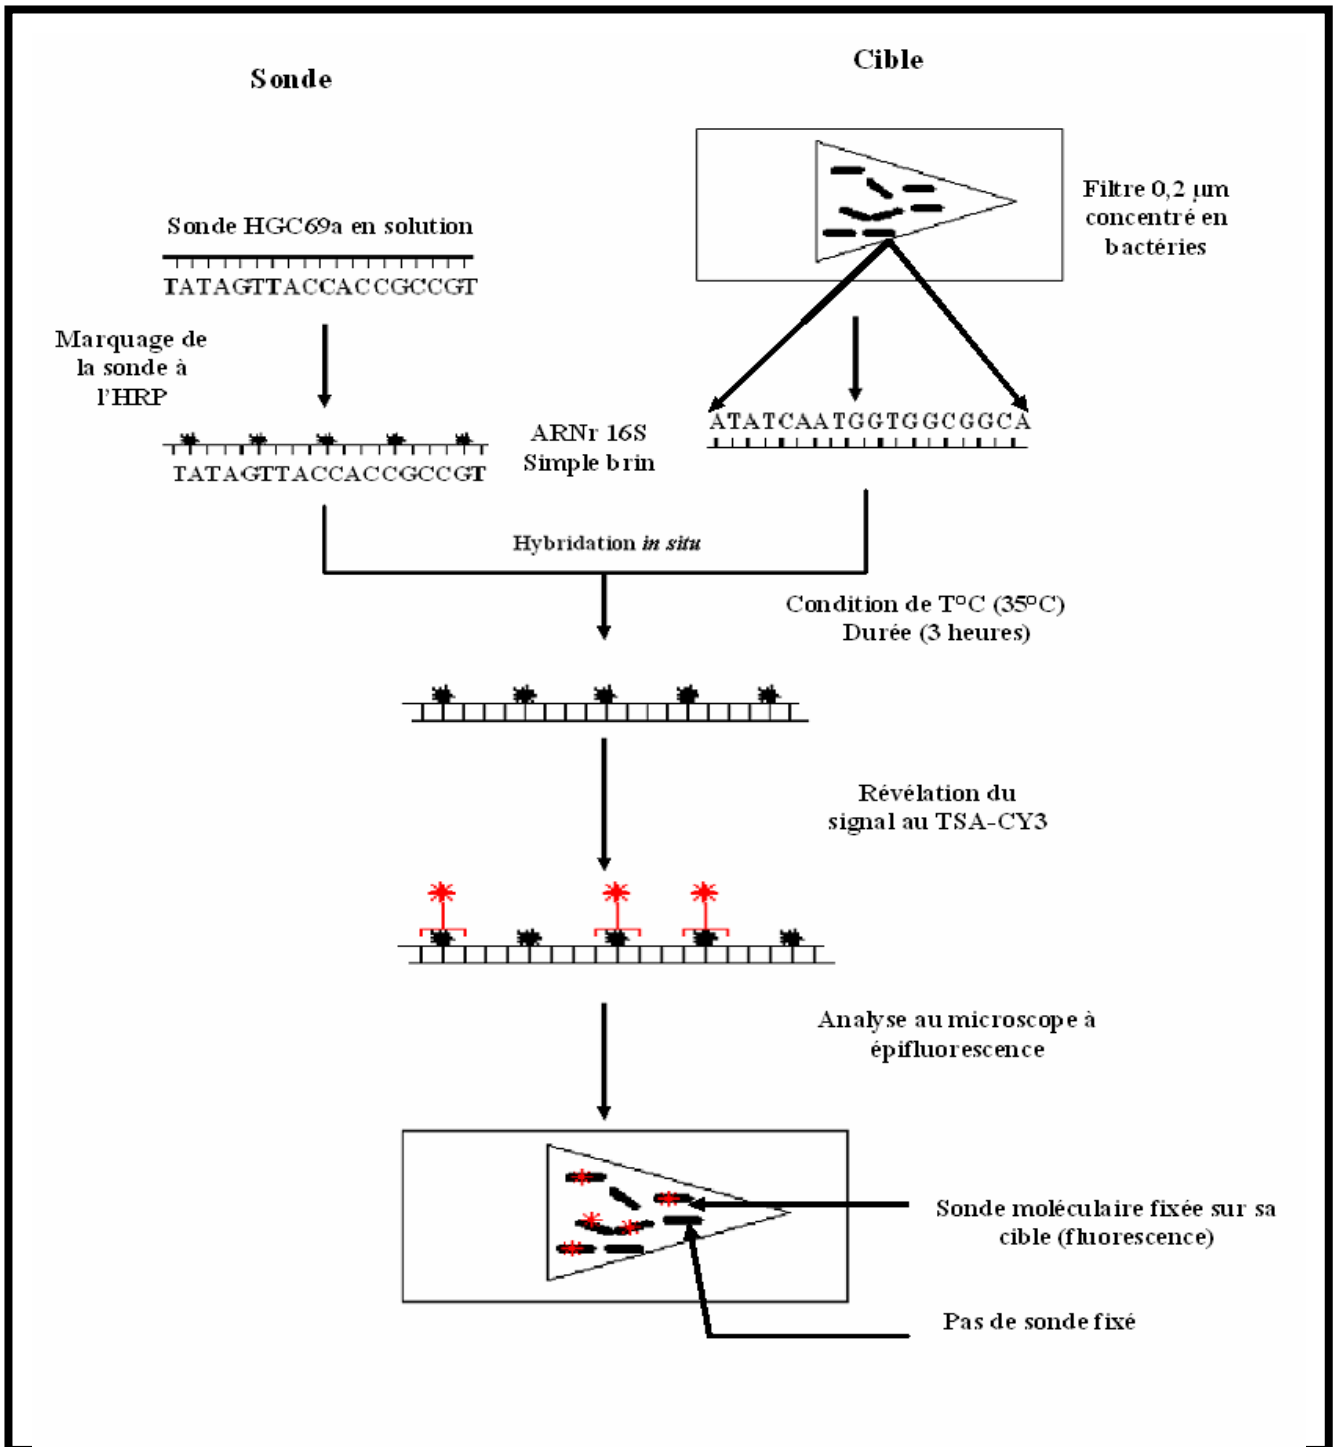 Sonde
Cible
Sonde HGC69a en solution
TATAGTTACCACCGCCGT
Filtre 0,2 µm
concentré en
bactéries
Marquage de
la sonde à
l'HRP
TATAGTTACCACCGCCGT
ARNr 16S
Simple brin
ATATCAATGGTGGCGGCA
Hybridation in situ
Condition de T°C (35°C)
Durée (3 heures)
Révélation du
signal au TSA-CY3
Analyse au microscope à
épifluorescence
Sonde moléculaire fixée sur sa
cible (fluorescence)
Pas de sonde fixé